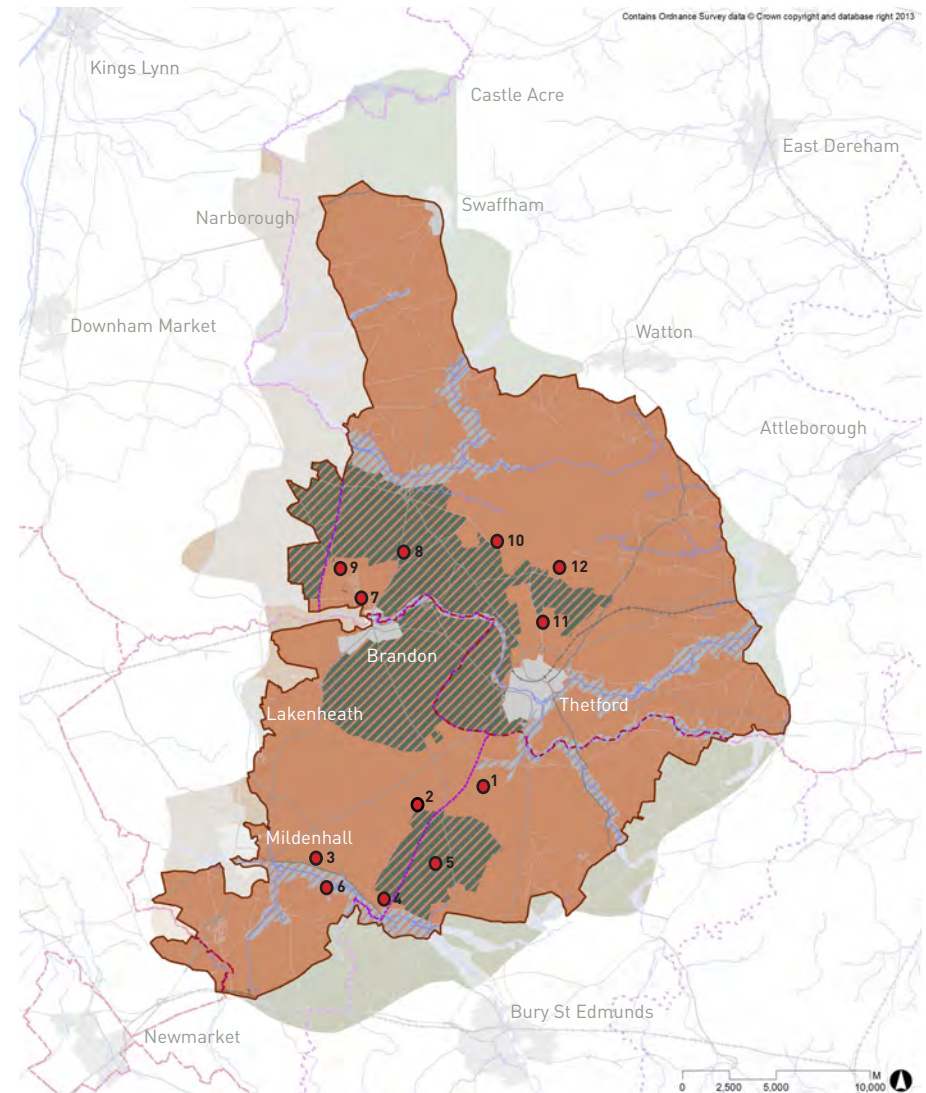 Contains Ordnance Survey data © Crown copyright and database right 2013
Kings Lynn
Castle Acre
East Dereham
Narborough
Swaffham
Downham Market
Watton
Attleborough
10
8
12
9
7
11
Brandon
Thetford
Lakenheath
1
2
Mildenhall
3
5
6
4
Bury St Edmunds
Newmarket
M
0 2,500 5,000 10,000